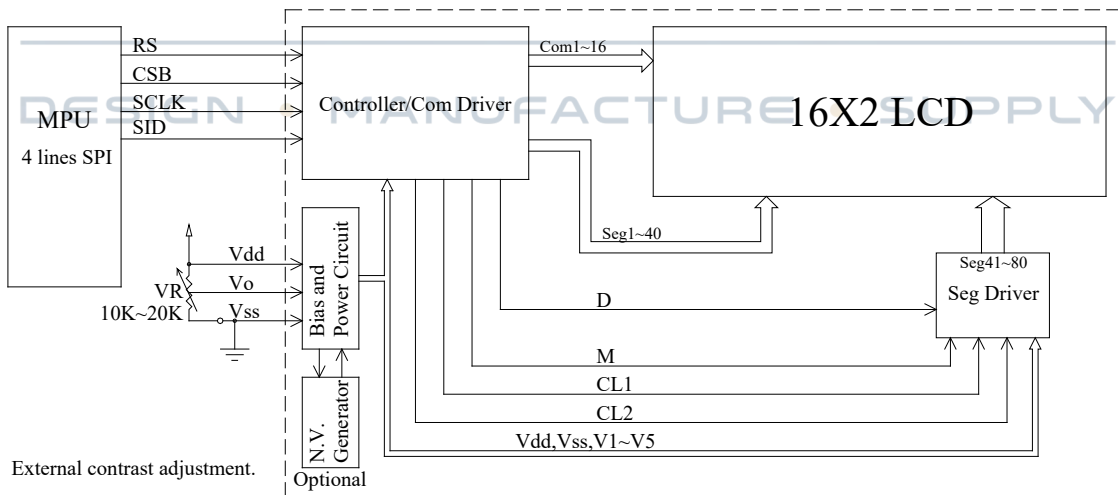 RS
CSB
SCLK
SID
MPU
4 lines SPI
Controller/Com Driver
Com1~16
16X2 LCD
DESIGN MANUFACTURE SUPPLY
Seg1~40
Seg41~80
Seg Driver
Vdd
Vo
Vss
VR
10K~20K
Bias and
Power Circuit
N.V.
Generator
Optional
D
M
CL1
CL2
Vdd,Vss,V1~V5
External contrast adjustment.